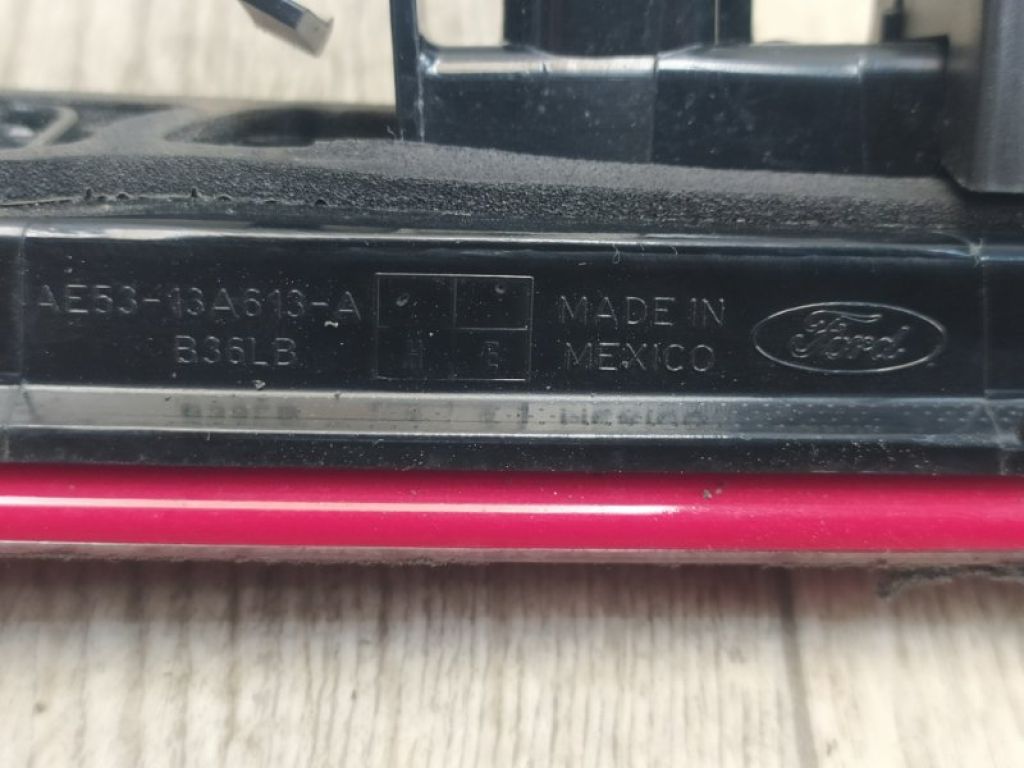 AE53-13A613-A
B36LB
H E
MADE IN
MEXICO
Ford